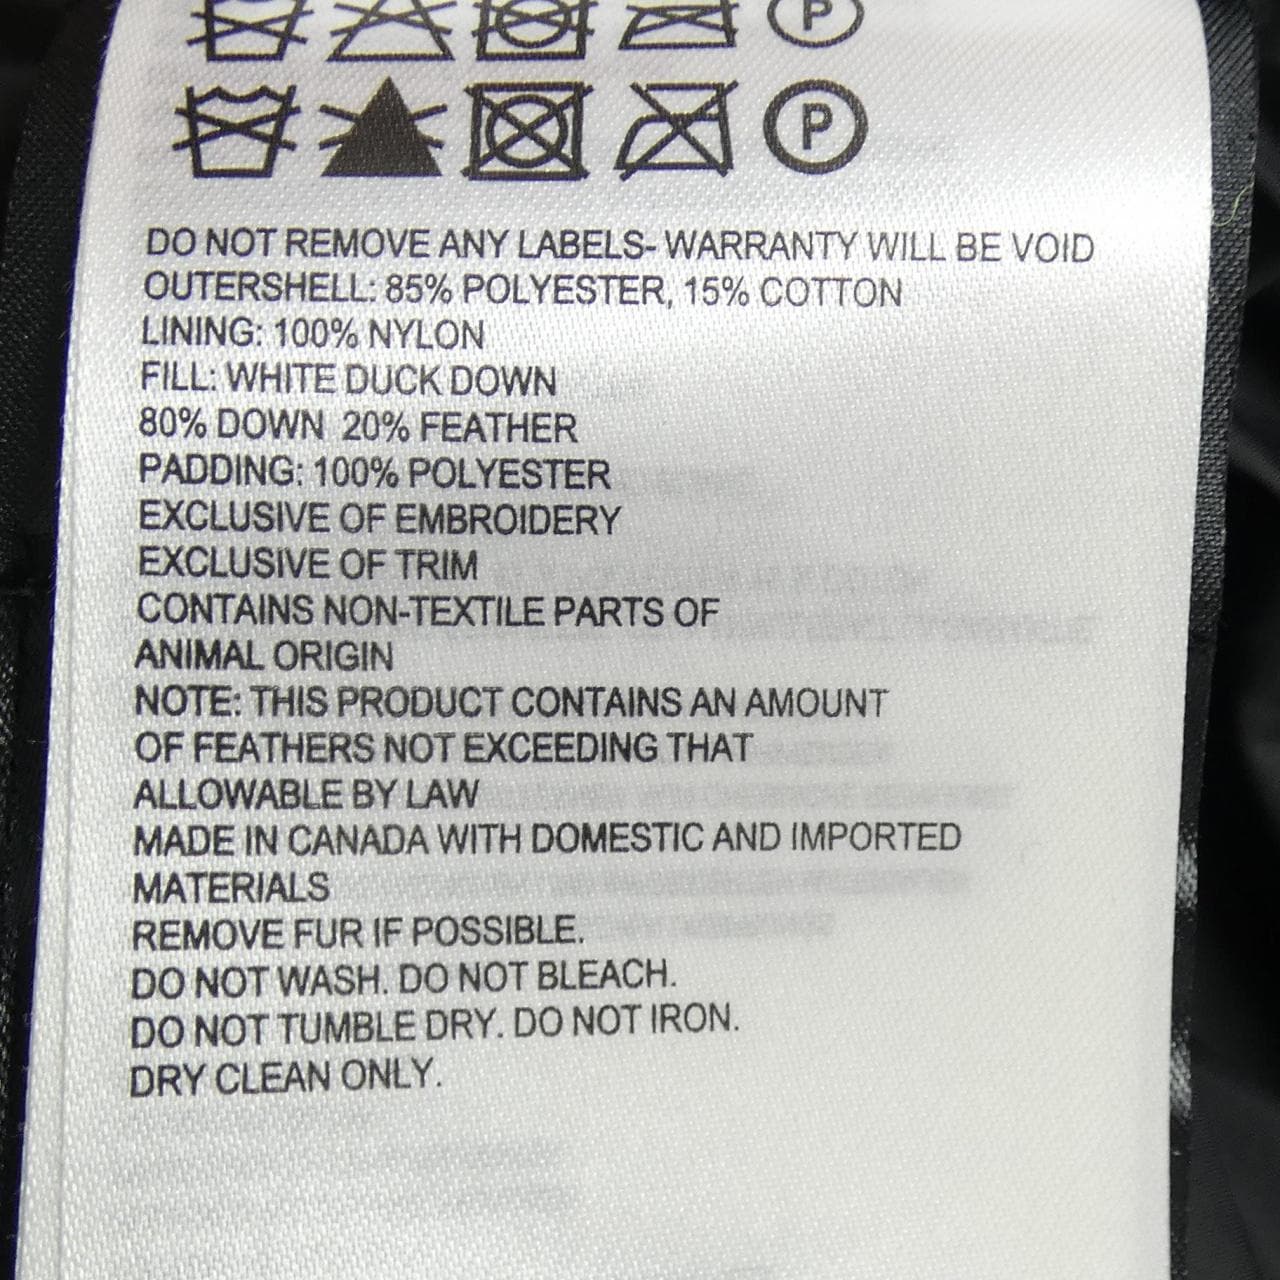 P
P
DO NOT REMOVE ANY LABELS- WARRANTY WILL BE VOID
OUTERSHELL: 85% POLYESTER, 15% COTTON
LINING: 100% NYLON
FILL: WHITE DUCK DOWN
80% DOWN 20% FEATHER
PADDING: 100% POLYESTER
EXCLUSIVE OF EMBROIDERY
EXCLUSIVE OF TRIM
CONTAINS NON-TEXTILE PARTS OF
ANIMAL ORIGIN
NOTE: THIS PRODUCT CONTAINS AN AMOUNT
OF FEATHERS NOT EXCEEDING THAT
ALLOWABLE BY LAW
MADE IN CANADA WITH DOMESTIC AND IMPORTED
MATERIALS
REMOVE FUR IF POSSIBLE.
DO NOT WASH. DO NOT BLEACH.
DO NOT TUMBLE DRY. DO NOT IRON.
DRY CLEAN ONLY.